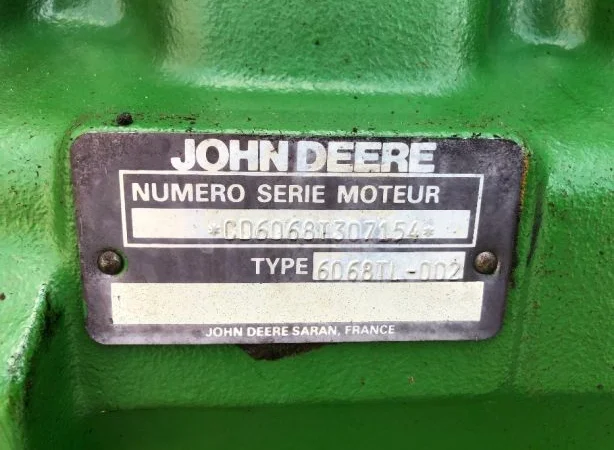 JOHN DEERE
NUMERO SERIE MOTEUR
*CD6068T307154*
TYPE 6068TL-002
JOHN DEERE SARAN, FRANCE